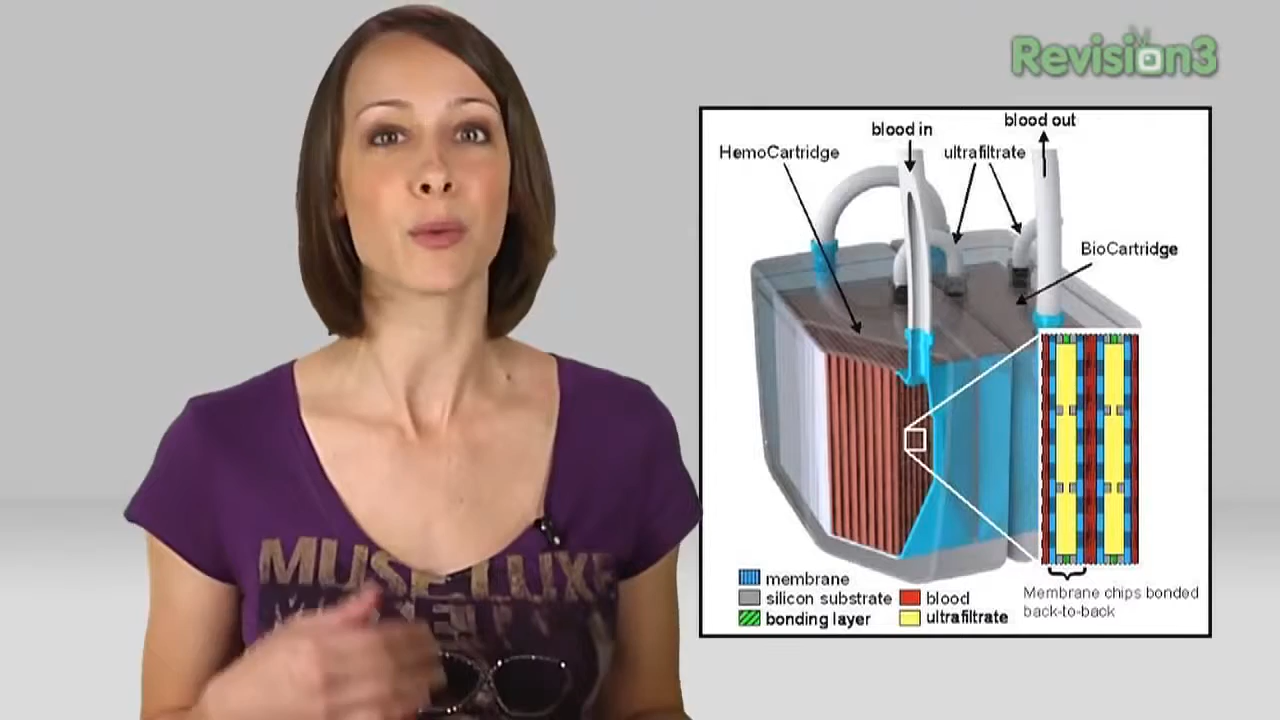 Revision3
blood in
blood out
HemoCartridge
ultrafiltrate
BioCartridge
membrane
silicon substrate
bonding layer
blood
ultrafiltrate
Membrane chips bonded
back-to-back
MUSE LUXE